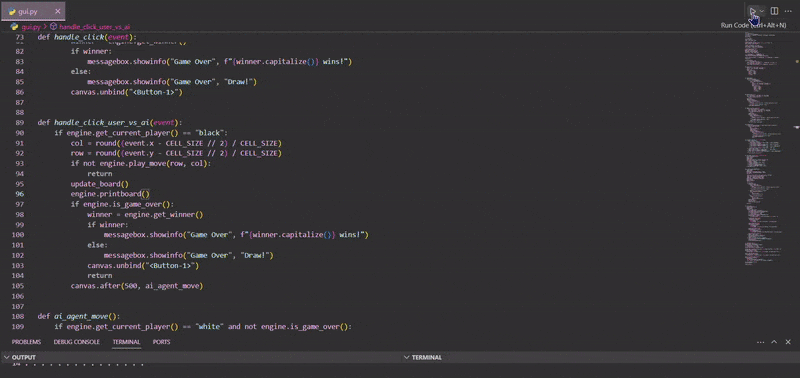 gui.py
gui.py > handle_click_user_vs_ai
Run Code (Ctrl+Alt+N)
73 def handle_click(event):
82 if winner:
83 messagebox.showinfo("Game Over", f"{winner.capitalize()} wins!")
84 else:
85 messagebox.showinfo("Game Over", "Draw!")
86 canvas.unbind("<Button-1>")
87
88
89 def handle_click_user_vs_ai(event):
90 if engine.get_current_player() == "black":
91 col = round((event.x - CELL_SIZE // 2) / CELL_SIZE)
92 row = round((event.y - CELL_SIZE // 2) / CELL_SIZE)
93 if not engine.play_move(row, col):
94 return
95 update_board()
96 engine.printboard()
97 if engine.is_game_over():
98 winner = engine.get_winner()
99 if winner:
100 messagebox.showinfo("Game Over", f"{winner.capitalize()} wins!")
101 else:
102 messagebox.showinfo("Game Over", "Draw!")
103 canvas.unbind("<Button-1>")
104 return
105 canvas.after(500, ai_agent_move)
106
107
108 def ai_agent_move():
109 if engine.get_current_player() == "white" and not engine.is_game_over():
PROBLEMS DEBUG CONSOLE TERMINAL PORTS
OUTPUT TERMINAL